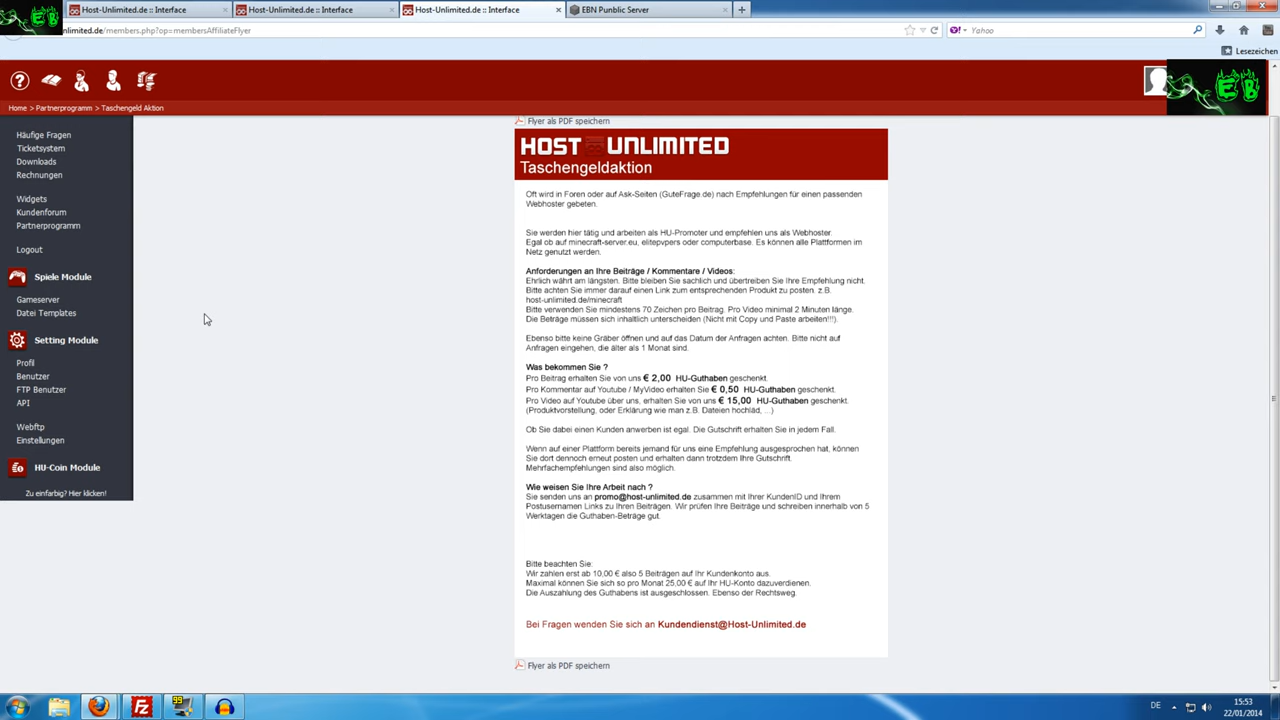 Host-Unlimited.de :: Interface
Host-Unlimited.de :: Interface
Host-Unlimited.de :: Interface
EBN Punblic Server
unlimited.de/members.php?op=membersAffiliateFlyer
Yahoo
Lesezeichen
EB
EB
Home > Partnerprogramm > Taschengeld Aktion
Häufige Fragen
Ticketsystem
Downloads
Rechnungen
Widgets
Kundenforum
Partnerprogramm
Logout
Spiele Module
Gameserver
Datei Templates
Setting Module
Profil
Benutzer
FTP Benutzer
API
Webftp
Einstellungen
HU-Coin Module
Zu einfarbig? Hier klicken!
Flyer als PDF speichern
HOST UNLIMITED
Taschengeldaktion
Oft wird in Foren oder auf Ask-Seiten (GuteFrage.de) nach Empfehlungen für einen passenden
Webhoster gebeten.
Sie werden hier tätig und arbeiten als HU-Promoter und empfehlen uns als Webhoster.
Egal ob auf minecraft-server.eu, elitepvpers oder computerbase. Es können alle Plattformen im
Netz genutzt werden.
Anforderungen an Ihre Beiträge / Kommentare / Videos:
Ehrlich währt am längsten. Bitte bleiben Sie sachlich und übertreiben Sie Ihre Empfehlung nicht.
Bitte achten Sie immer darauf einen Link zum entsprechenden Produkt zu posten. z.B.
host-unlimited.de/minecraft
Bitte verwenden Sie mindestens 70 Zeichen pro Beitrag. Pro Video minimal 2 Minuten länge.
Die Beträge müssen sich inhaltlich unterscheiden (Nicht mit Copy und Paste arbeiten!!!).
Ebenso bitte keine Gräber öffnen und auf das Datum der Anfragen achten. Bitte nicht auf
Anfragen eingehen, die älter als 1 Monat sind.
Was bekommen Sie ?
Pro Beitrag erhalten Sie von uns € 2,00 HU-Guthaben geschenkt.
Pro Kommentar auf Youtube / MyVideo erhalten Sie € 0,50 HU-Guthaben geschenkt.
Pro Video auf Youtube über uns, erhalten Sie von uns € 15,00 HU-Guthaben geschenkt.
(Produktvorstellung, oder Erklärung wie man z.B. Dateien hochläd, ...)
Ob Sie dabei einen Kunden anwerben ist egal. Die Gutschrift erhalten Sie in jedem Fall.
Wenn auf einer Plattform bereits jemand für uns eine Empfehlung ausgesprochen hat, können
Sie dort dennoch erneut posten und erhalten dann trotzdem Ihre Gutschrift.
Mehrfachempfehlungen sind also möglich.
Wie weisen Sie Ihre Arbeit nach ?
Sie senden uns an promo@host-unlimited.de zusammen mit Ihrer KundenID und Ihrem
Postusernamen Links zu Ihren Beiträgen. Wir prüfen Ihre Beiträge und schreiben innerhalb von 5
Werktagen die Guthaben-Beträge gut.
Bitte beachten Sie:
Wir zahlen erst ab 10,00 € also 5 Beiträgen auf Ihr Kundenkonto aus.
Maximal können Sie sich so pro Monat 25,00 € auf Ihr HU-Konto dazuverdienen.
Die Auszahlung des Guthabens ist ausgeschlossen. Ebenso der Rechtsweg.
Bei Fragen wenden Sie sich an Kundendienst@Host-Unlimited.de
Flyer als PDF speichern
99
DE
15:53
22/01/2014